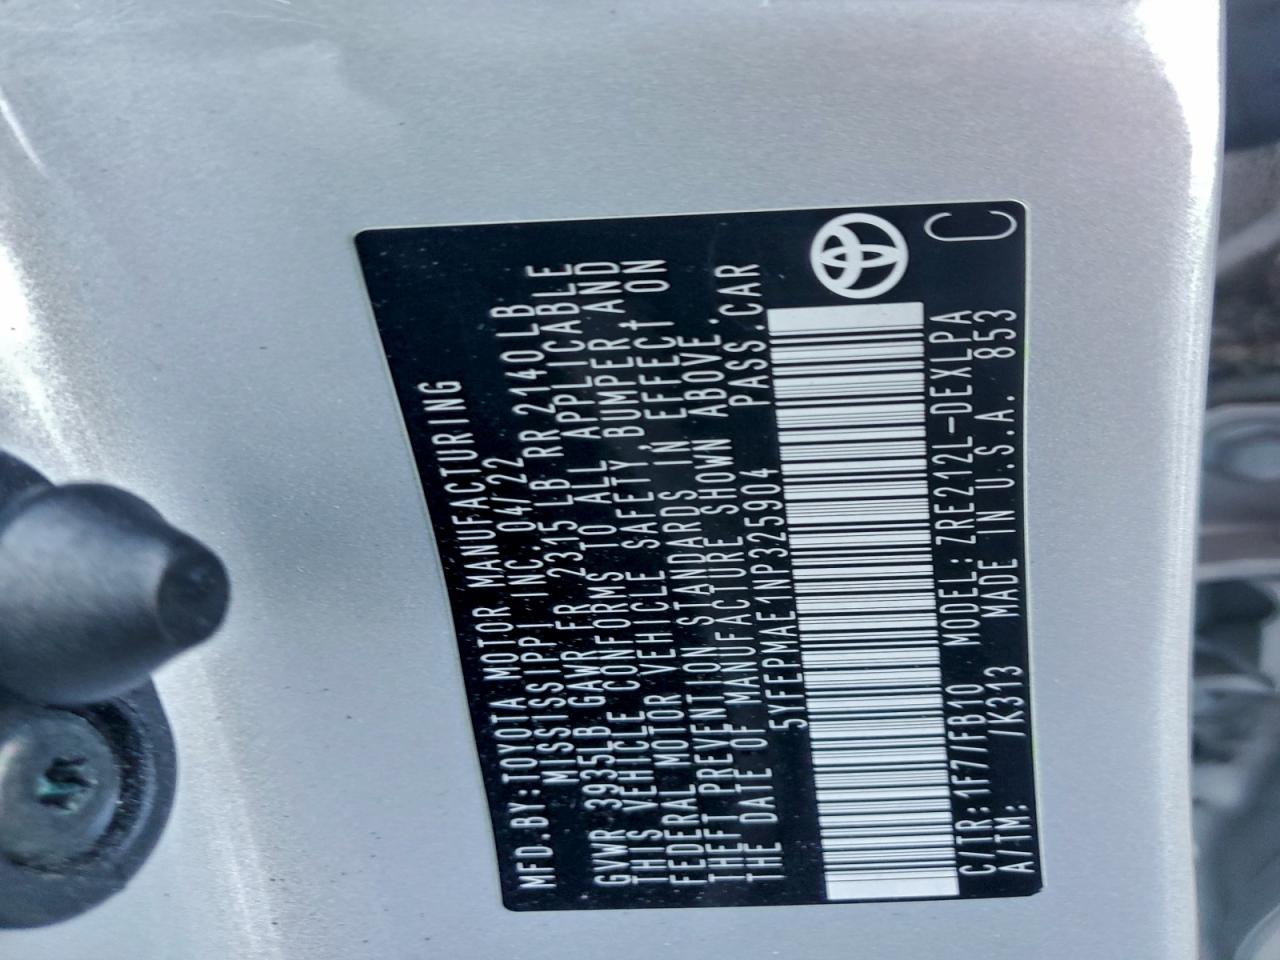 MFD.BY:TOYOTA MOTOR MANUFACTURING
MISSISSIPPI INC.04/22
GVWR 3935LB GAWR FR 2315 LB RR 2140LB
THIS VEHICLE CONFORMS TO ALL APPLICABLE
FEDERAL MOTOR VEHICLE SAFETY,BUMPER,AND
THEFT PREVENTION STANDARDS IN EFFECT ON
THE DATE OF MANUFACTURE SHOWN ABOVE.
5YFEPMAE1NP325904 PASS.CAR
C/TR:1F7/FB10 MODEL:ZRE212L-DEXLPA
A/TM: /K313 MADE IN U.S.A. 853
C